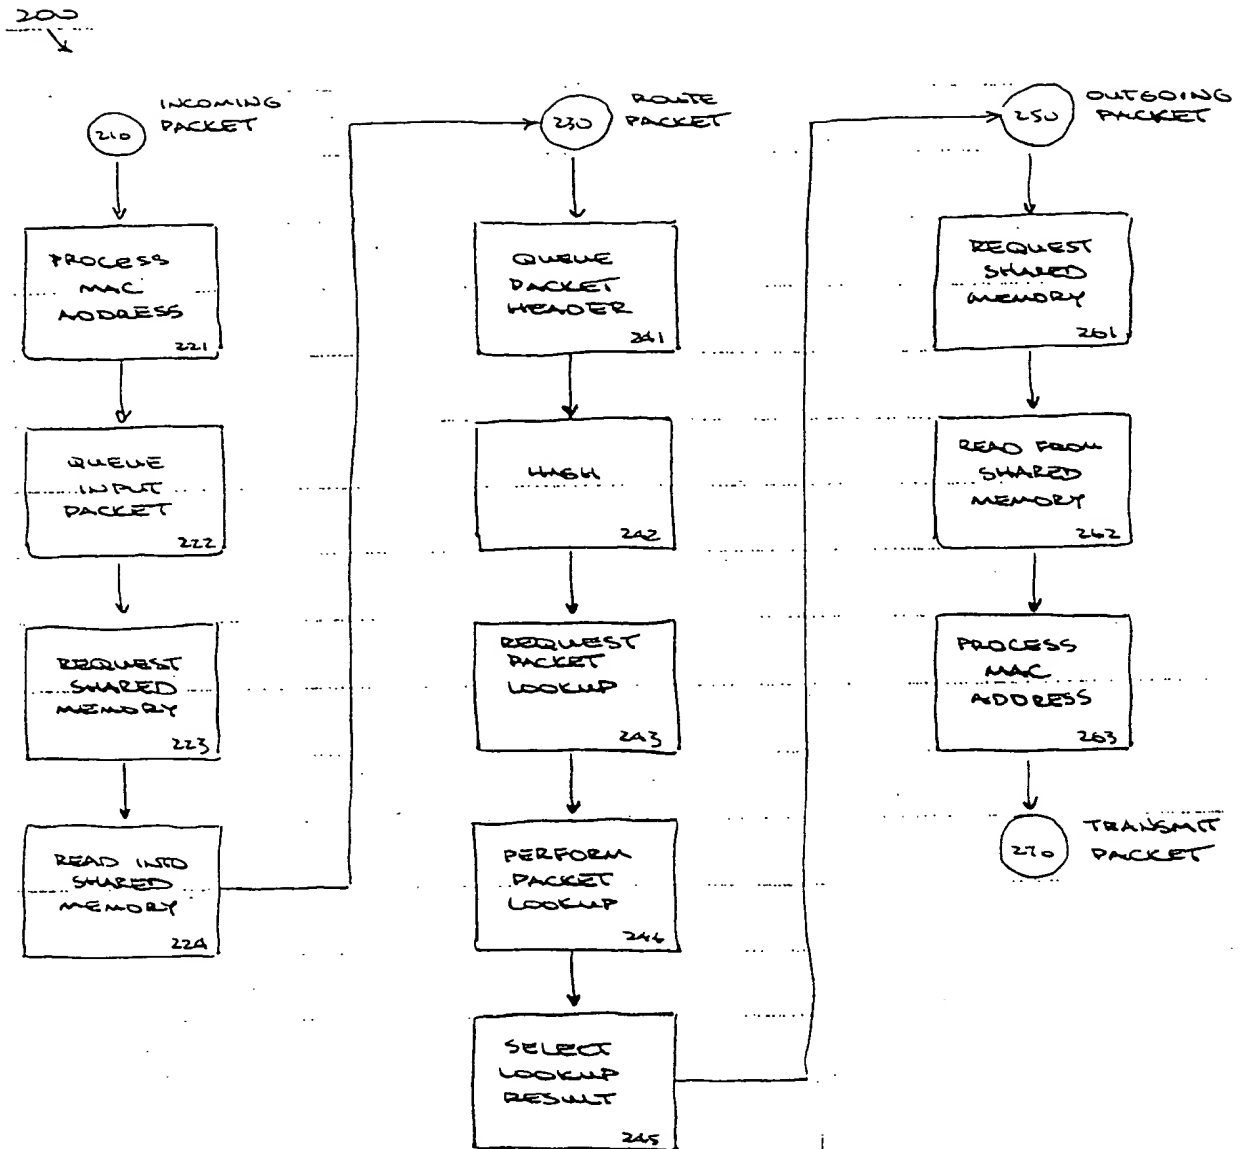 200
INCOMING
PACKET
210
PROCESS
MAC
ADDRESS
221
QUEUE
INPUT
PACKET
222
REQUEST
SHARED
MEMORY
223
READ INTO
SHARED
MEMORY
224
ROUTE
PACKET
230
QUEUE
PACKET
HEADER
241
HASH
242
REQUEST
PACKET
LOOKUP
243
PERFORM
PACKET
LOOKUP
244
SELECT
LOOKUP
RESULT
245
OUTGOING
PACKET
250
REQUEST
SHARED
MEMORY
261
READ FROM
SHARED
MEMORY
262
PROCESS
MAC
ADDRESS
263
TRANSMIT
PACKET
270